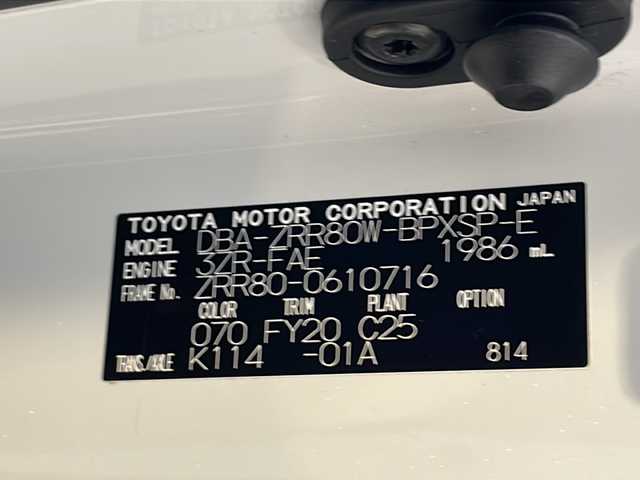 TOYOTA MOTOR CORPORATION JAPAN
MODEL DBA-ZRR80W-BPXSP-E
ENGINE 3ZR-FAE 1986 mL
FRAME No. ZRR80-0610716
COLOR TRIM PLANT OPTION
070 FY20 C25
TRANS./AXLE K114 -01A 814